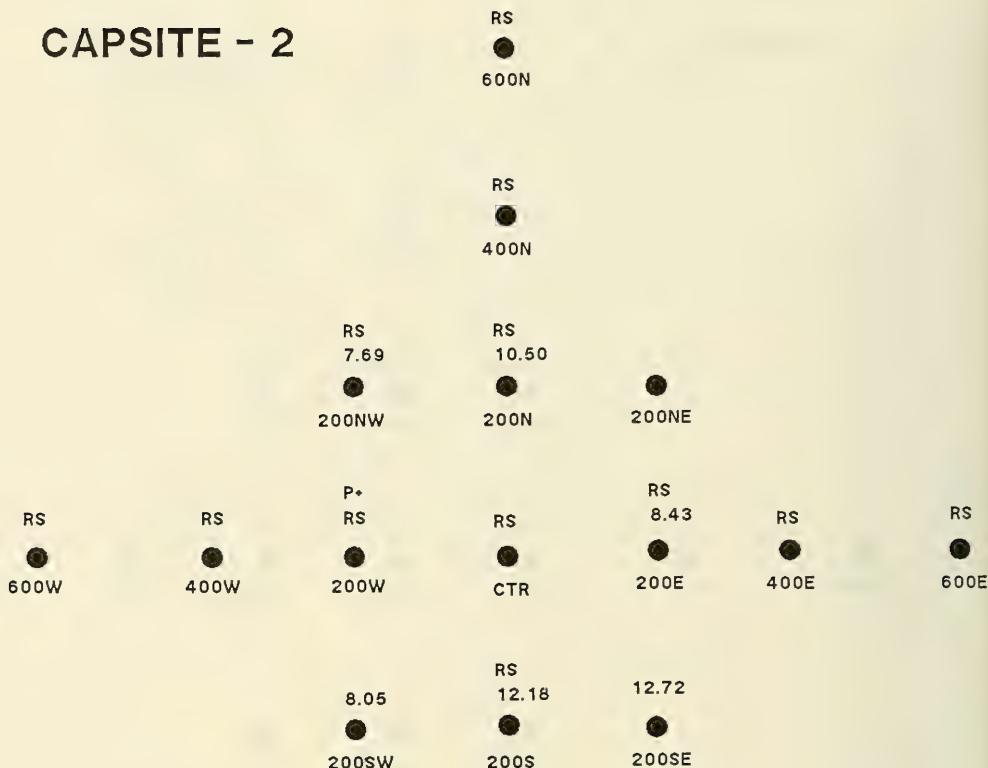 CAPSITE - 2
RS
600N
RS
400N
RS
7.69
200NW
RS
10.50
200N
200NE
RS
600W
RS
400W
P+
RS
200W
RS
CTR
RS
8.43
200E
RS
400E
RS
600E
8.05
200SW
RS
12.18
200S
12.72
200SE